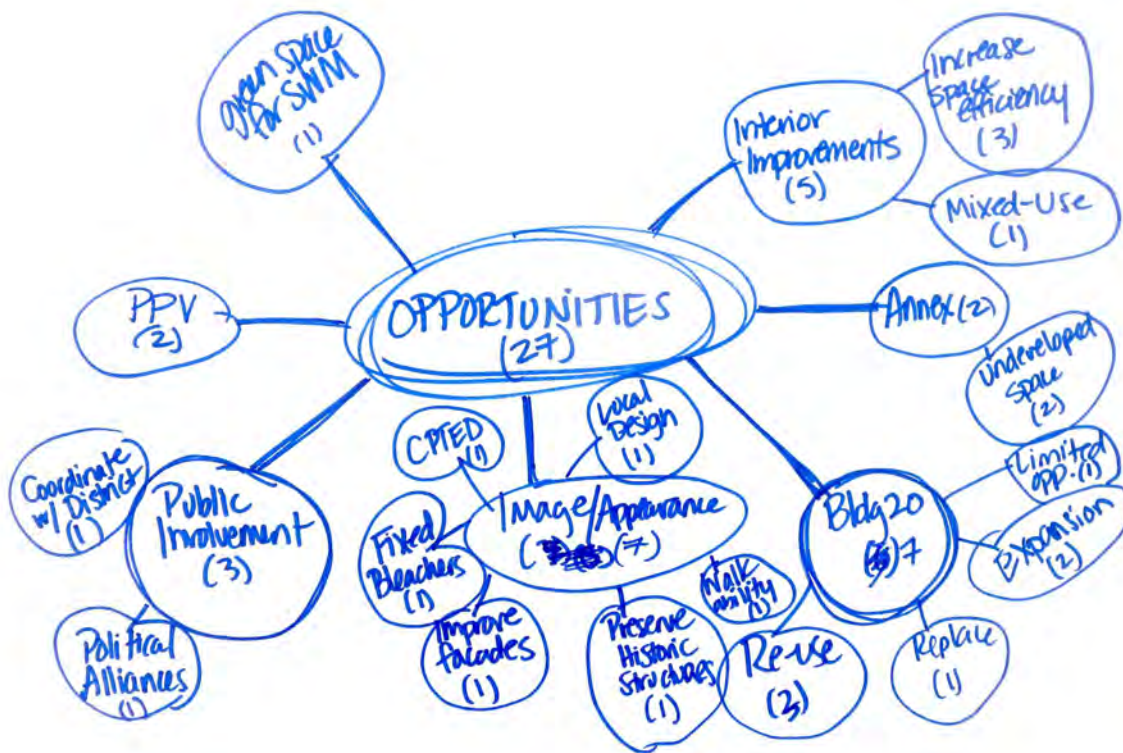 green space
for SWM
(1)
Interior
Improvements
(5)
Increase
Space
efficiency
(3)
Mixed-Use
(1)
OPPORTUNITIES
(27)
PPV
(2)
Annex (2)
Undeveloped
Space
(2)
Limited
opp. (1)
Expansion
(2)
Bldg 20
7
Replace
(1)
Re-use
Walk
ability
(1)
Local
Design
(1)
CPTED
(1)
Image/Appearance
(7)
Fixed
Bleachers
(1)
Improve
facades
(1)
Preserve
Historic
Structures
(1)
Public
Involvement
(3)
Coordinate
w/ District
(1)
Political
Alliances
(1)